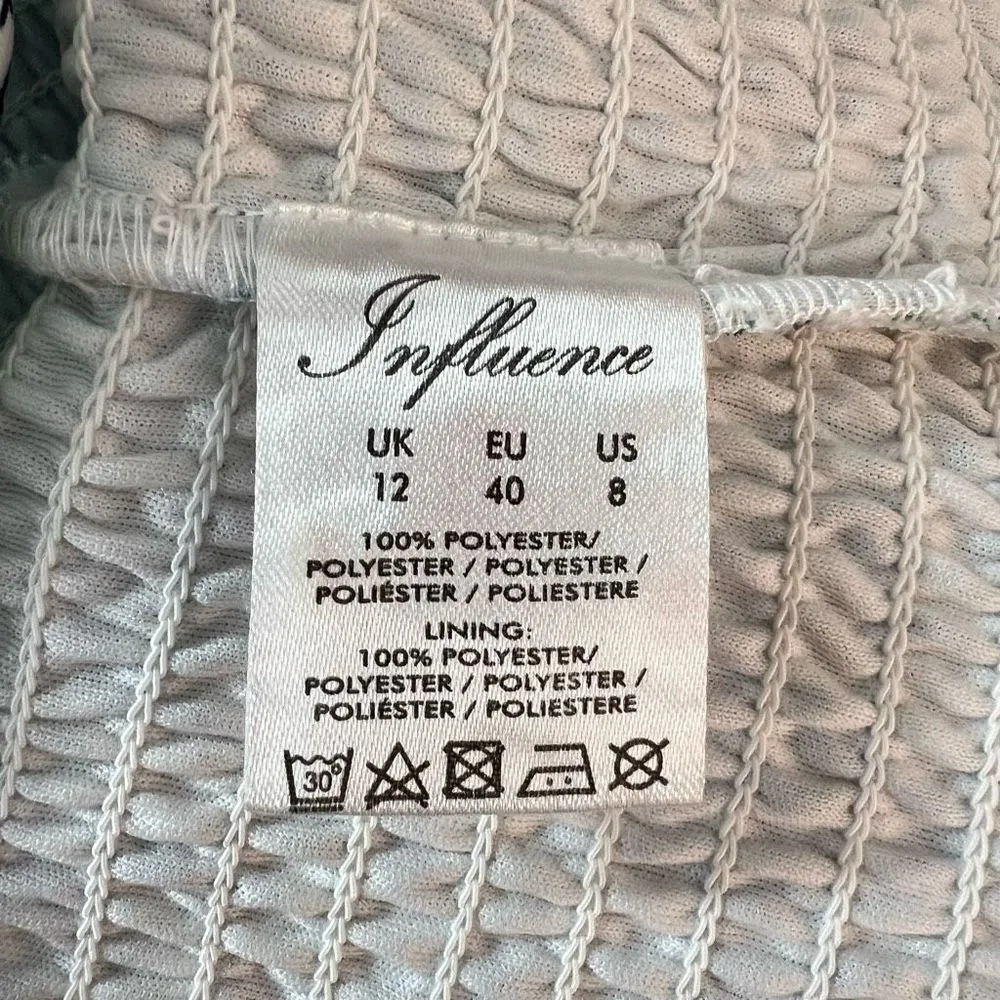 Influence
UK EU US
12 40 8
100% POLYESTER/
POLYESTER / POLYESTER /
POLIÉSTER / POLIESTERE
LINING:
100% POLYESTER/
POLYESTER / POLYESTER /
POLIÉSTER / POLIESTERE
30°